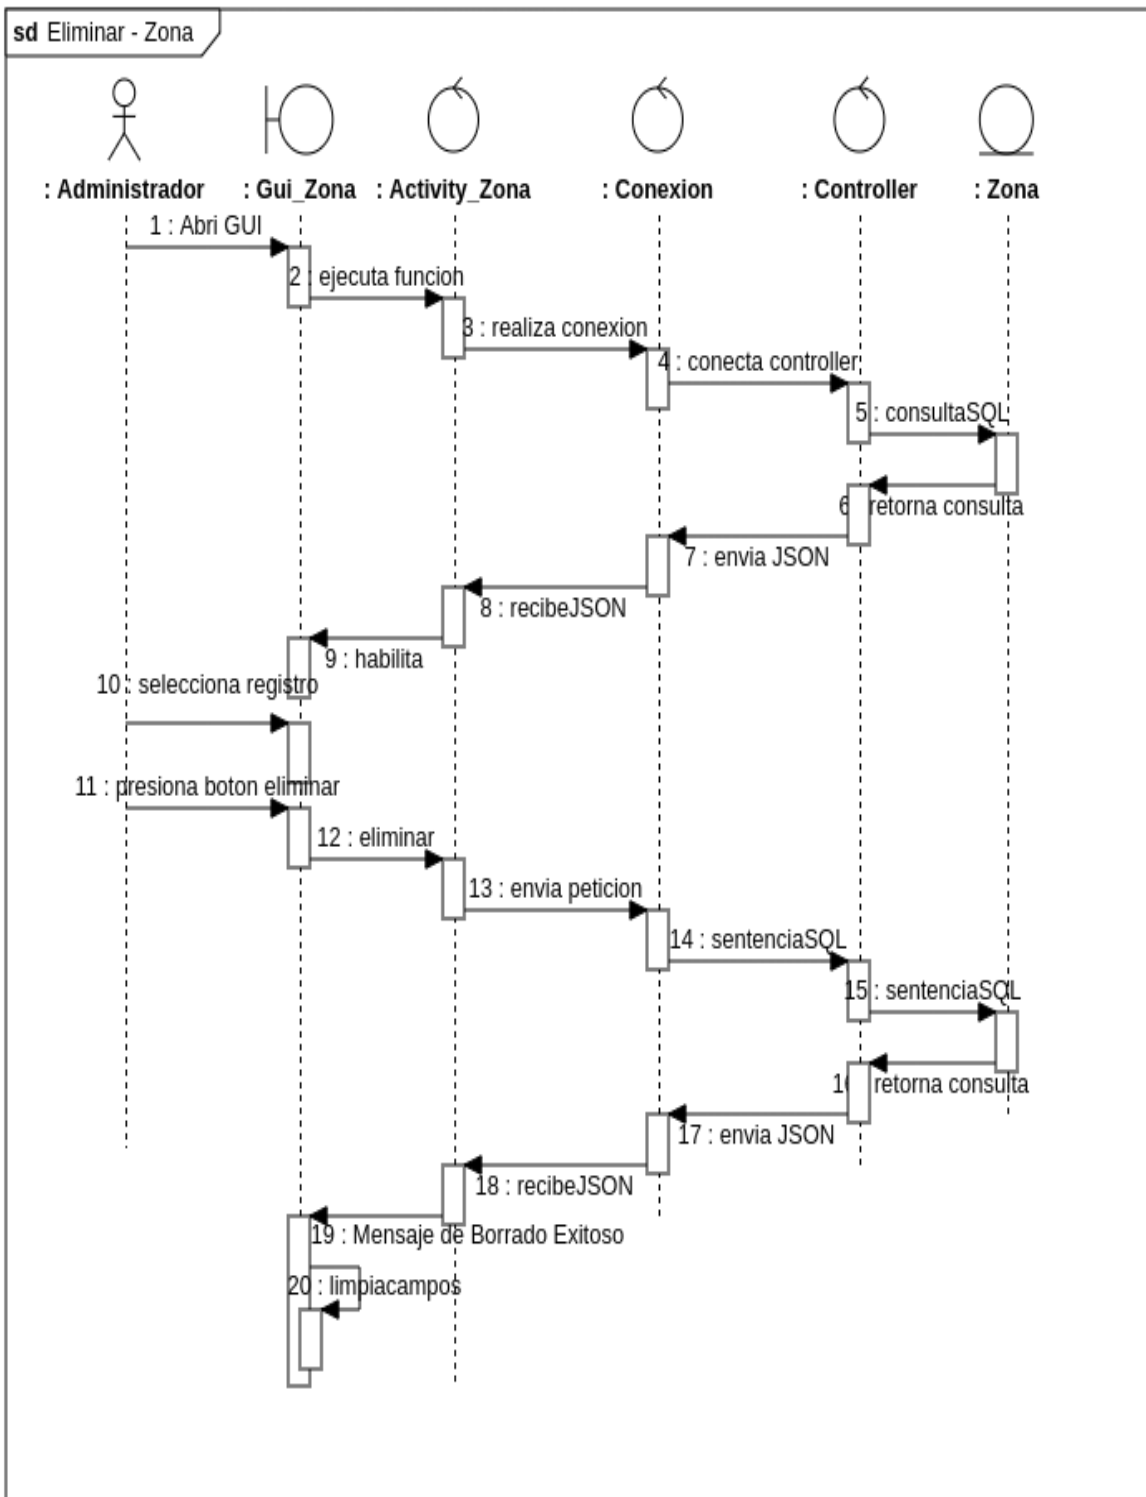 sd Eliminar - Zona
: Administrador : Gui_Zona : Activity_Zona : Conexion : Controller : Zona
1 : Abri GUI
2 : ejecuta funcion
3 : realiza conexion
4 : conecta controller
5 : consultaSQL
6 retorna consulta
7 : envia JSON
8 : recibeJSON
9 : habilita
10 : selecciona registro
11 : presiona boton eliminar
12 : eliminar
13 : envia peticion
14 : sentenciaSQL
15 : sentenciaSQL
16 retorna consulta
17 : envia JSON
18 : recibeJSON
19 : Mensaje de Borrado Exitoso
20 : limpiacampos